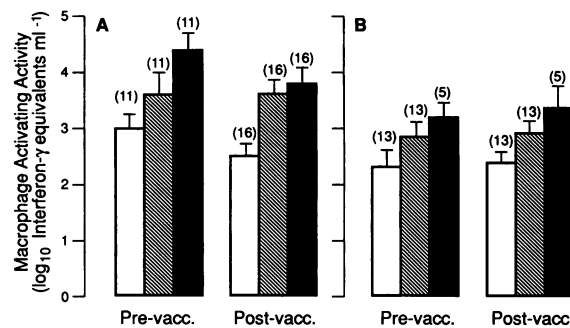 Macrophage Activating Activity
(log10 Interferon-γ equivalents ml -1)
5
4
3
2
1
0
A
(11)
(11)
(11)
(16)
(16)
(16)
B
(13)
(13)
(5)
(13)
(13)
(5)
Pre-vacc.
Post-vacc.
Pre-vacc.
Post-vacc.